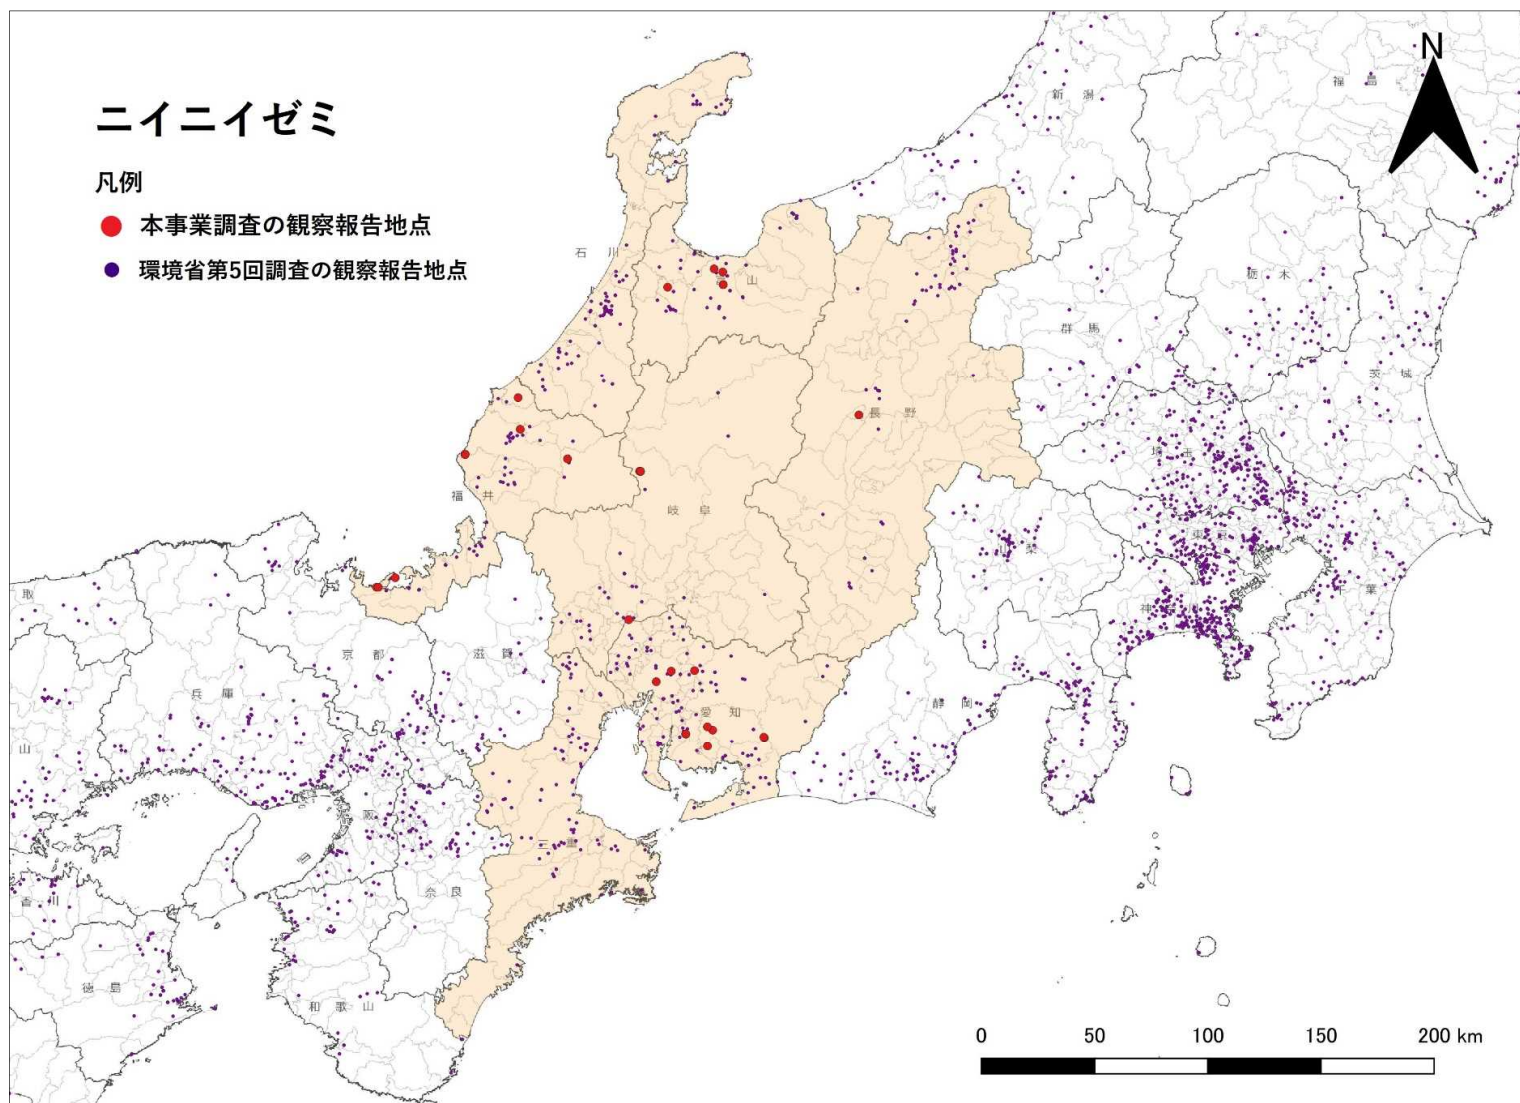 N
ニイニイゼミ
凡例
本事業調査の観察報告地点
環境省第5回調査の観察報告地点
福島
新潟
石川
富山
栃木
群馬
茨城
長野
埼玉
福井
岐阜
東京
山梨
千葉
神奈川
取
京都
滋賀
兵庫
静岡
愛知
山
大阪
三重
奈良
香川
徳島
和歌山
0 50 100 150 200 km